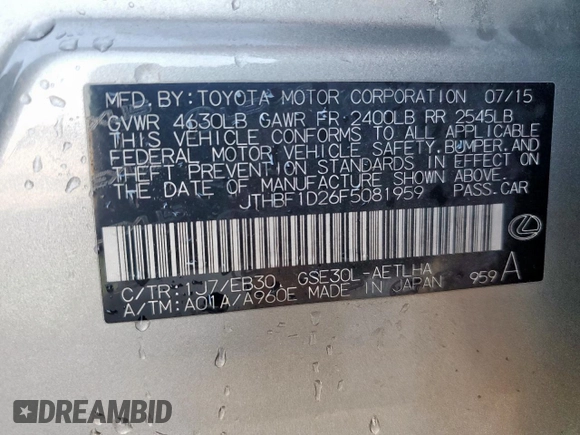 MFD. BY: TOYOTA MOTOR CORPORATION 07/15
GVWR 4630LB GAWR FR 2400LB RR 2545LB
THIS VEHICLE CONFORMS TO ALL APPLICABLE
FEDERAL MOTOR VEHICLE SAFETY, BUMPER, AND
THEFT PREVENTION STANDARDS IN EFFECT ON
THE DATE OF MANUFACTURE SHOWN ABOVE.
JTHBF1D26F5081959 PASS. CAR
C/TR: 1J7/EB30 GSE30L-AETLHA
A/TM: A01A/A960E MADE IN JAPAN 959 A
DREAMBID